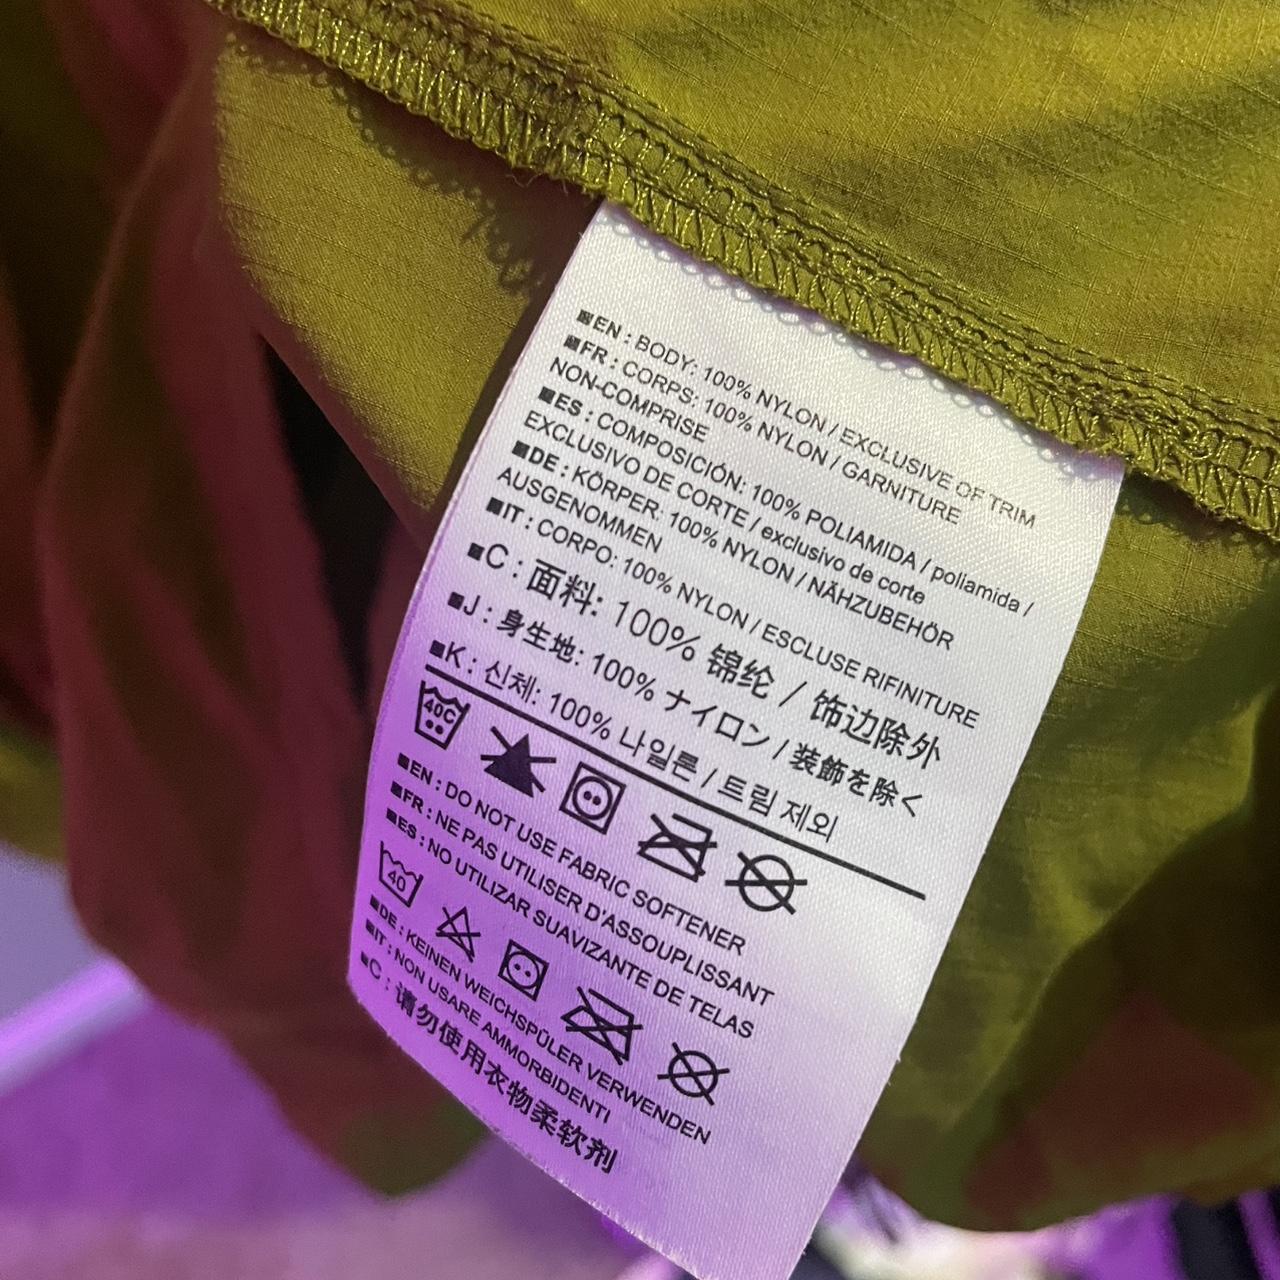 EN : BODY: 100% NYLON / EXCLUSIVE OF TRIM
FR : CORPS: 100% NYLON / GARNITURE
NON-COMPRISE
ES : COMPOSICIÓN: 100% POLIAMIDA / poliamida /
EXCLUSIVO DE CORTE / exclusivo de corte
DE : KÖRPER: 100% NYLON / NÄHZUBEHÖR
AUSGENOMMEN
IT : CORPO: 100% NYLON / ESCLUSE RIFINITURE
C : 面料: 100% 锦纶 / 饰边除外
J : 身生地: 100% ナイロン / 装飾を除く
K : 신체: 100% 나일론 / 트림 제외
40C
EN : DO NOT USE FABRIC SOFTENER
FR : NE PAS UTILISER D'ASSOUPLISSANT
ES : NO UTILIZAR SUAVIZANTE DE TELAS
40
DE : KEINEN WEICHSPÜLER VERWENDEN
IT : NON USARE AMMORBIDENTI
C : 请勿使用衣物柔软剂